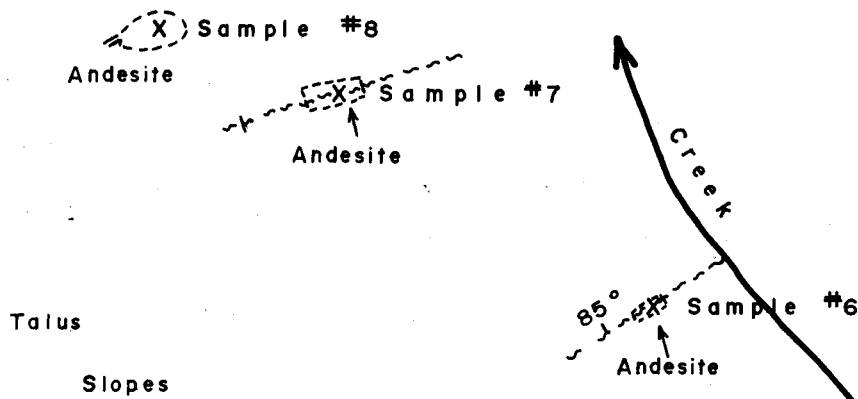 Sample #8
Andesite
Sample #7
Andesite
Creek
85°
Sample #6
Talus
Andesite
Slopes